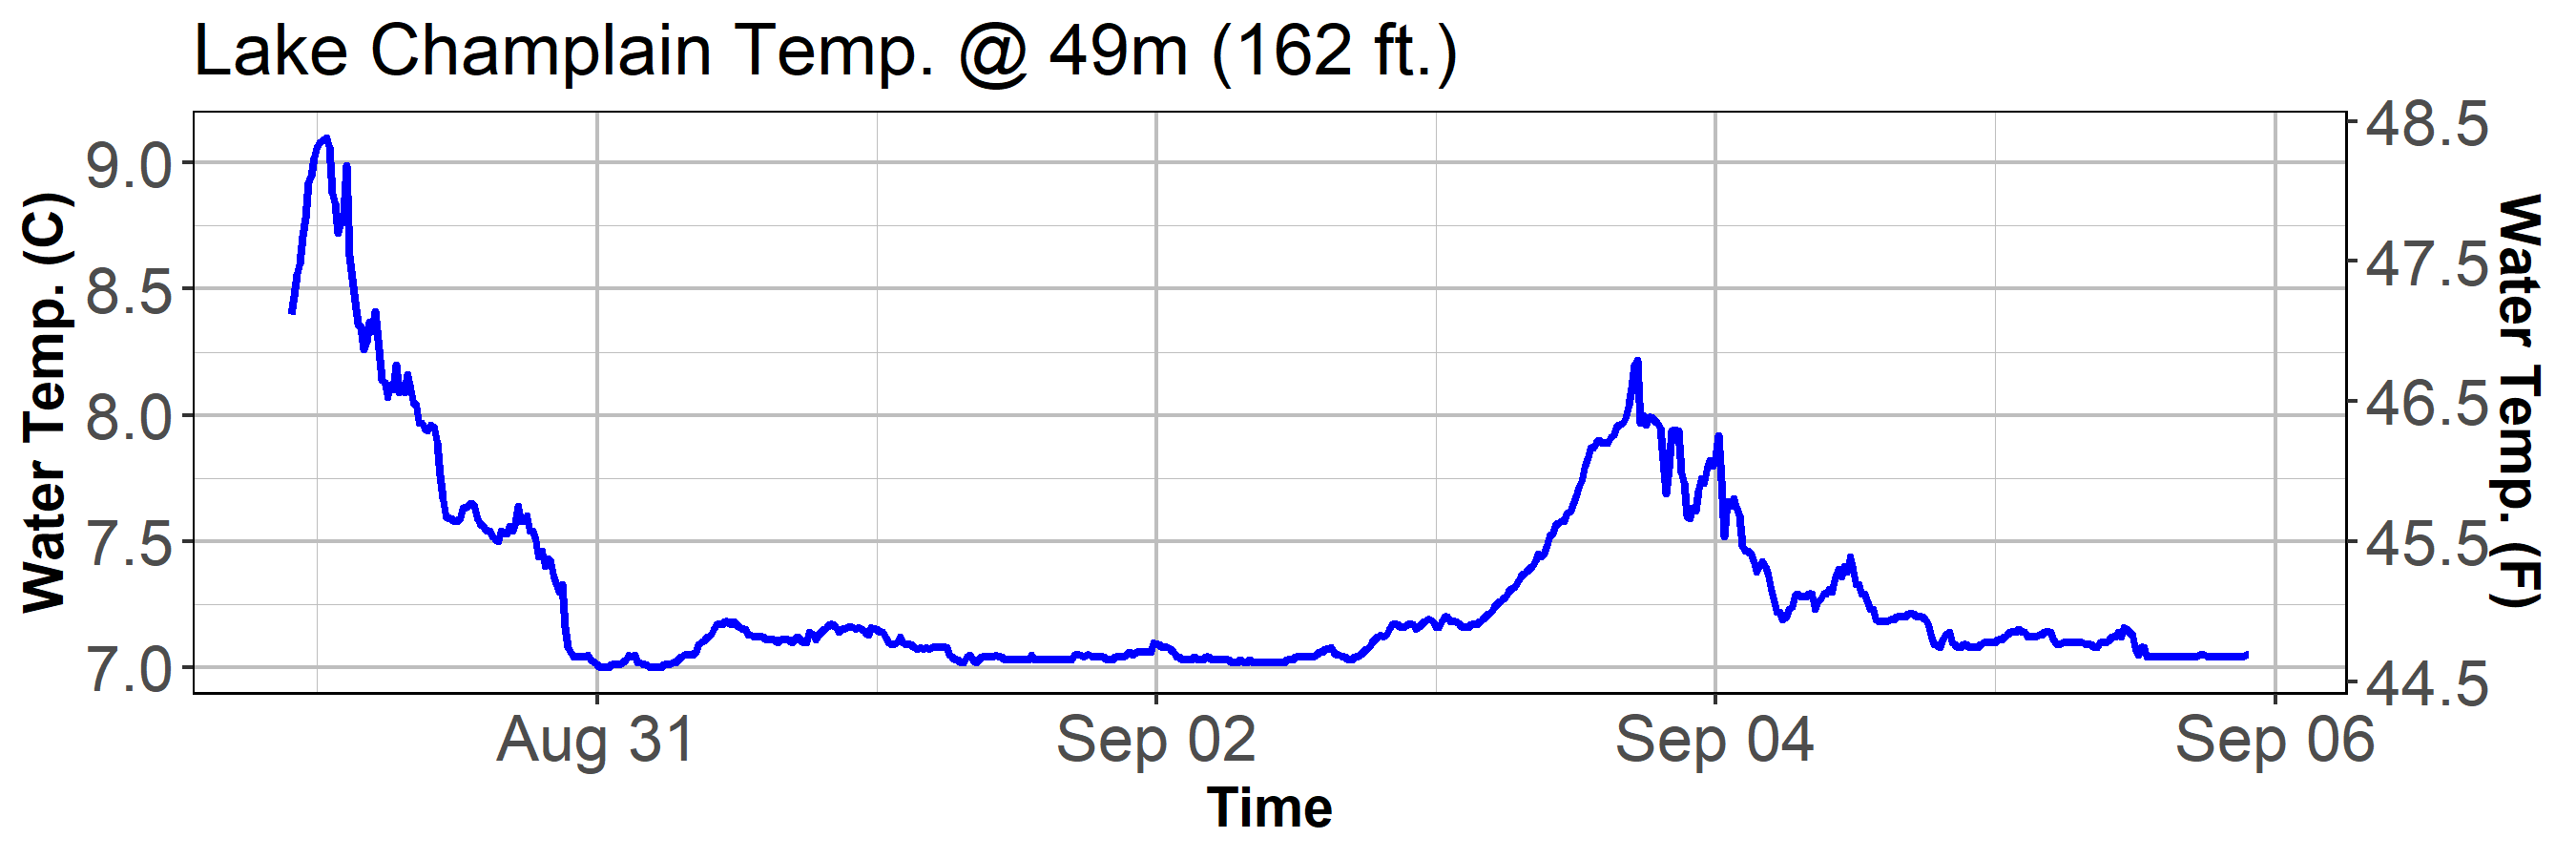 Lake Champlain Temp. @ 49m (162 ft.)
Water Temp. (C)
9.0
8.5
8.0
7.5
7.0
48.5
47.5
46.5
45.5
44.5
Water Temp. (F)
Aug 31 Sep 02 Sep 04 Sep 06
Time